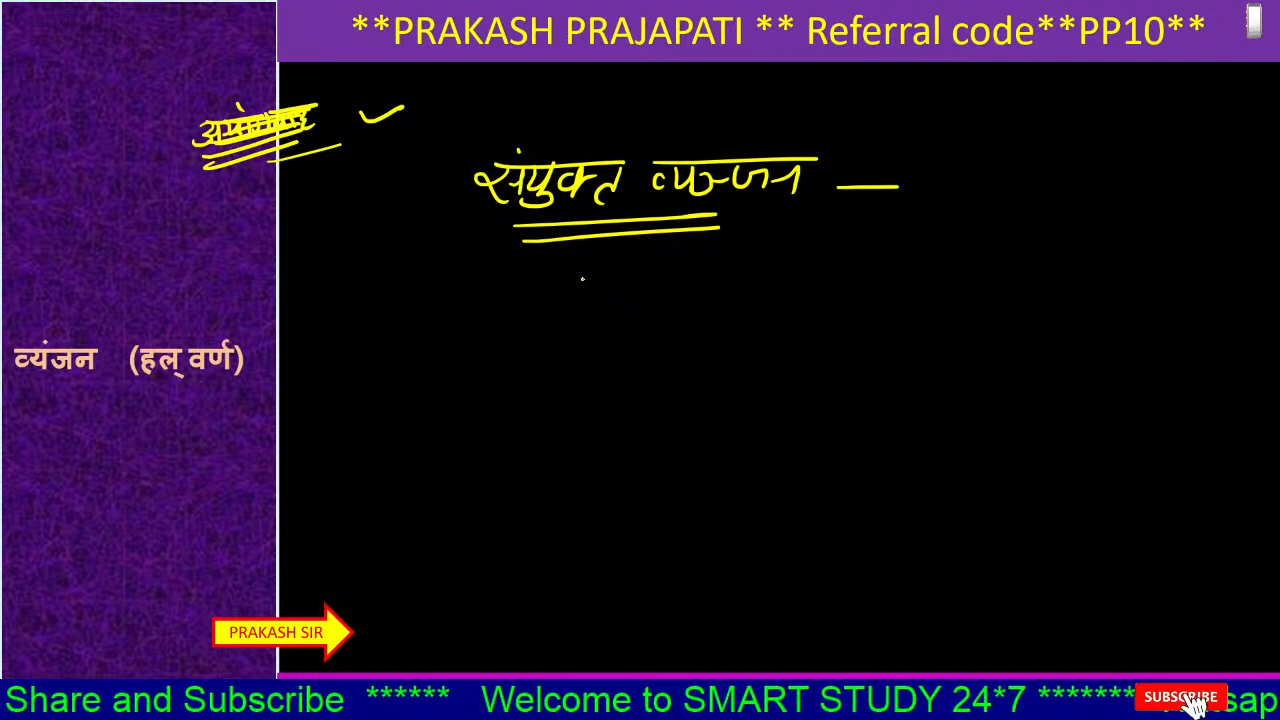 **PRAKASH PRAJAPATI ** Referral code**PP10**
संयुक्त व्यञ्जन —
व्यंजन (हल् वर्ण)
PRAKASH SIR
Share and Subscribe ****** Welcome to SMART STUDY 24*7 *******
SUBSCRIBE